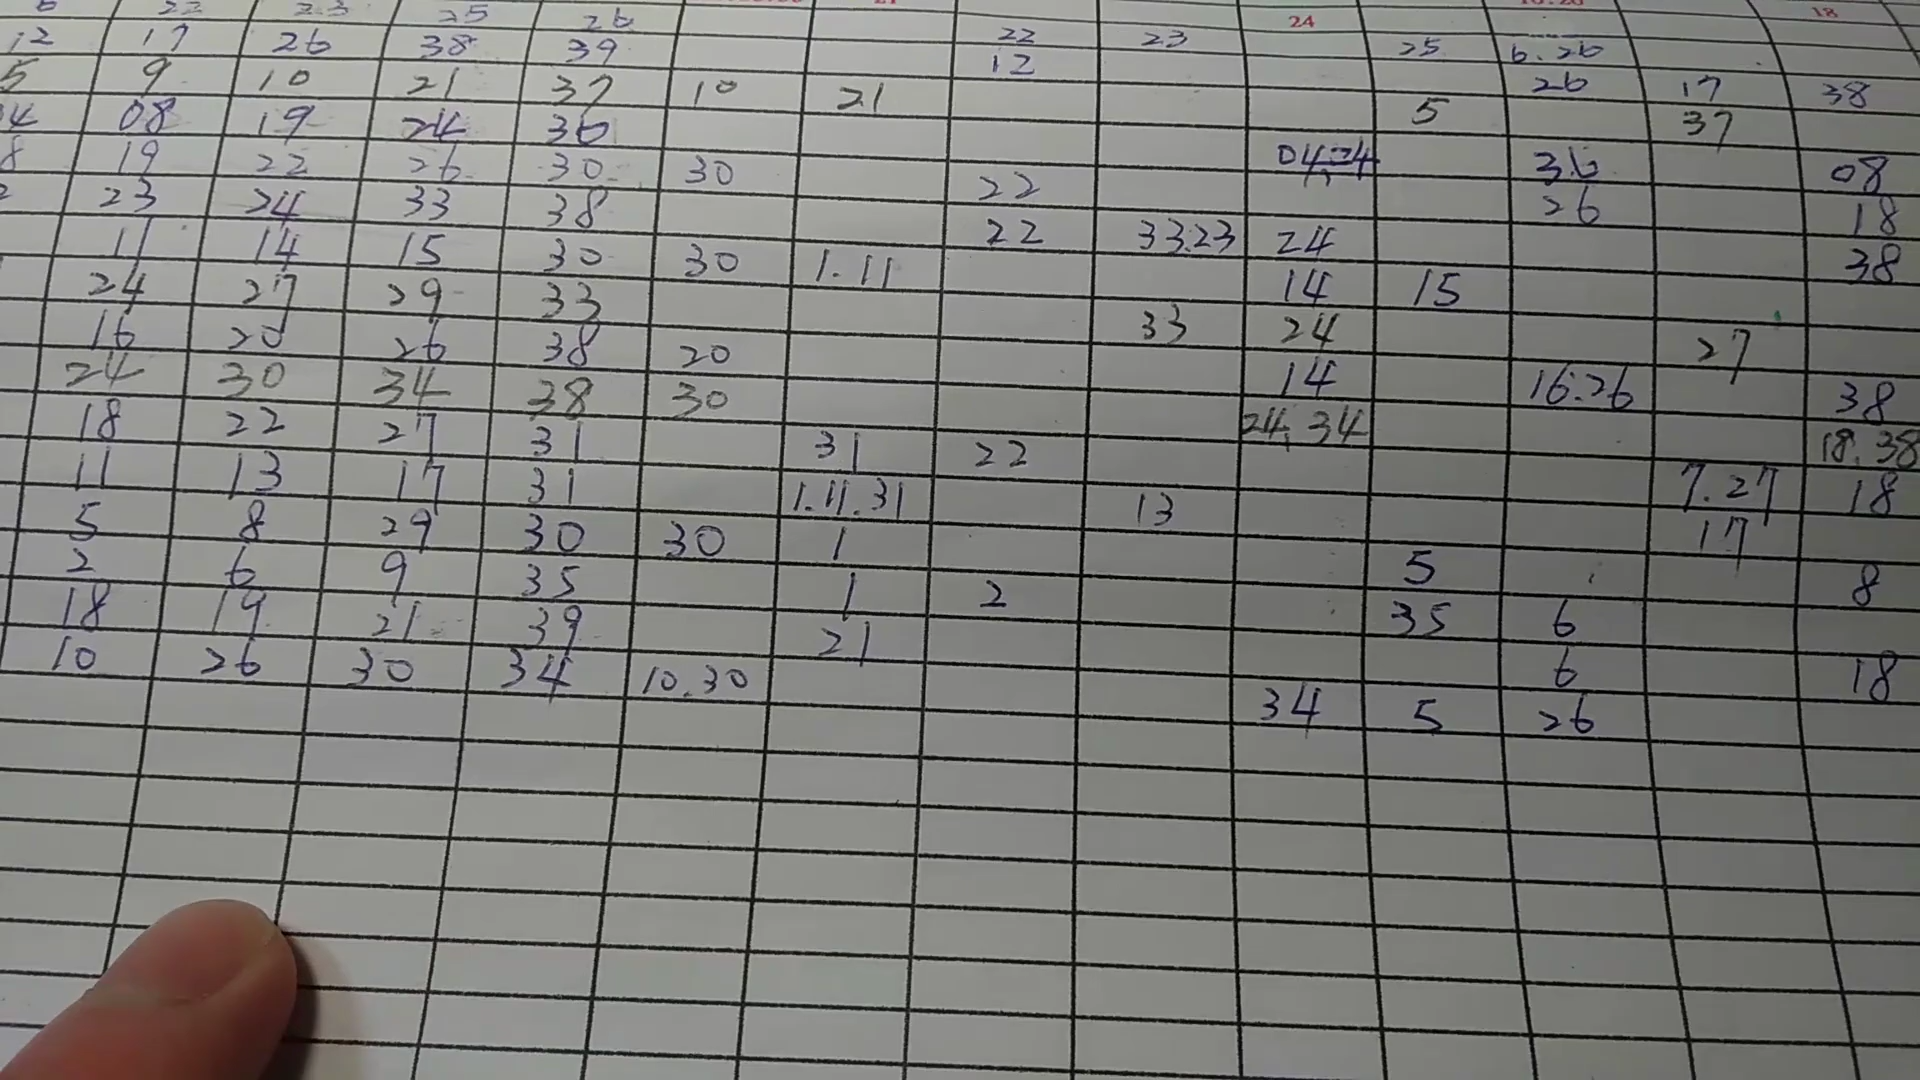 24 18
22 23 25 26 22 23 25 6.26
12 17 26 38 39 12 26 17 38
5 9 10 21 37 10 21 5 37
08 19 24 36 04.24 36 08
8 19 22 26 30 30 22 26 18
23 24 33 38 22 33.23 24 38
11 14 15 30 30 1.11 14 15
24 27 29 33 33 24 27
16 20 26 38 20 14 16.26 38
24 30 34 38 30 24.34 18.38
18 22 27 31 31 22 7.27 18
11 13 17 31 1.11.31 13 17
5 8 29 30 30 1 5 8
2 6 9 35 1 2 35 6
18 19 21 39 21 6 18
10 26 30 34 10.30 34 5 26